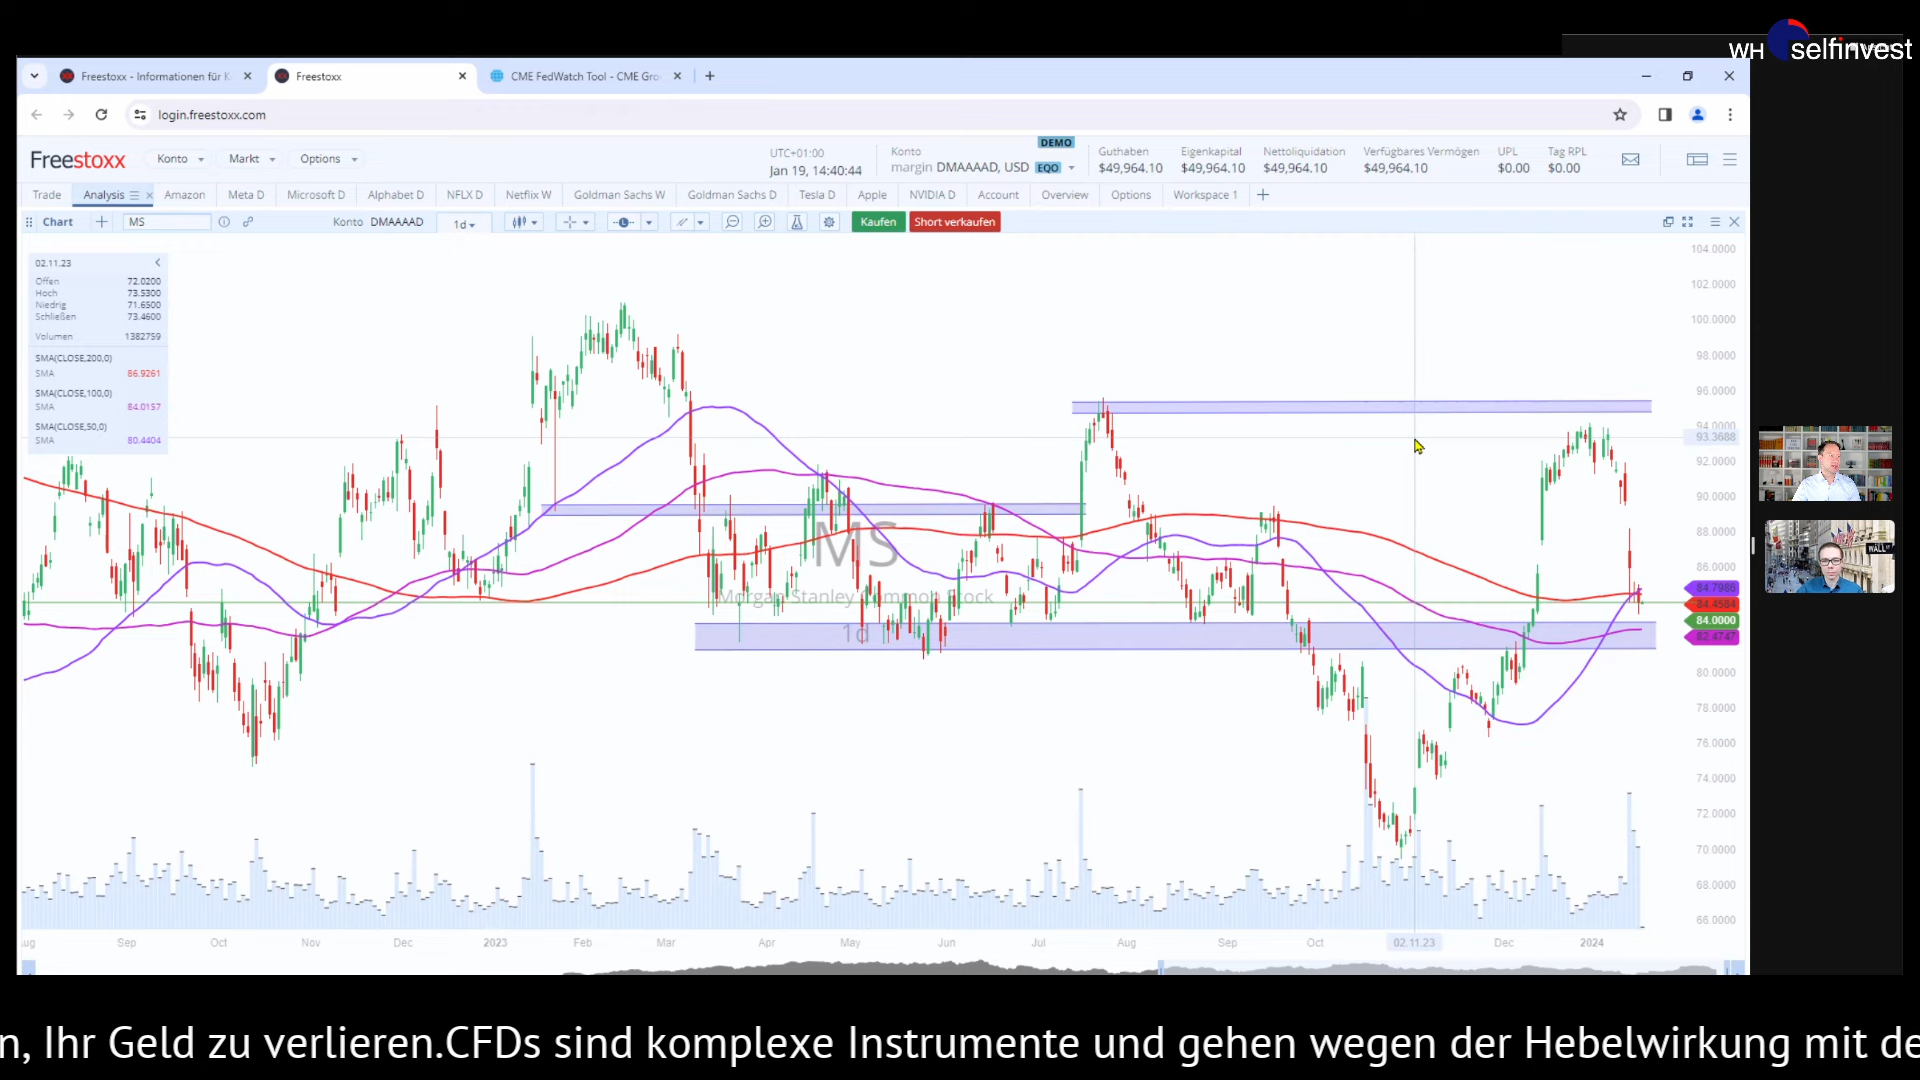 WH selfinvest
Freestoxx - Informationen für K
Freestoxx
CME FedWatch Tool - CME Gro
login.freestoxx.com
Freestoxx
Konto
Markt
Options
UTC+01:00
Jan 19, 14:40:44
Konto
margin DMAAAAD, USD EQO
DEMO
Guthaben
$49,964.10
Eigenkapital
$49,964.10
Nettoliquidation
$49,964.10
Verfügbares Vermögen
$49,964.10
UPL
$0.00
Tag RPL
$0.00
Trade
Analysis
Amazon
Meta D
Microsoft D
Alphabet D
NFLX D
Netflix W
Goldman Sachs W
Goldman Sachs D
Tesla D
Apple
NVIDIA D
Account
Overview
Options
Workspace 1
Chart
MS
Konto DMAAAAD
1d
Kaufen
Short verkaufen
02.11.23
Offen 72.0200
Hoch 73.5300
Niedrig 71.6500
Schließen 73.4600
Volumen 1382759
SMA(CLOSE,200,0)
SMA 86.9261
SMA(CLOSE,100,0)
SMA 84.0157
SMA(CLOSE,50,0)
SMA 80.4404
MS
Morgan Stanley Common Stock
1d
104.0000
102.0000
100.0000
98.0000
96.0000
94.0000
93.3688
92.0000
90.0000
88.0000
86.0000
84.7986
84.4584
84.0000
82.4747
80.0000
78.0000
76.0000
74.0000
72.0000
70.0000
68.0000
66.0000
ug
Sep
Oct
Nov
Dec
2023
Feb
Mar
Apr
May
Jun
Jul
Aug
Sep
Oct
02.11.23
Dec
2024
WALL
n, Ihr Geld zu verlieren.CFDs sind komplexe Instrumente und gehen wegen der Hebelwirkung mit de